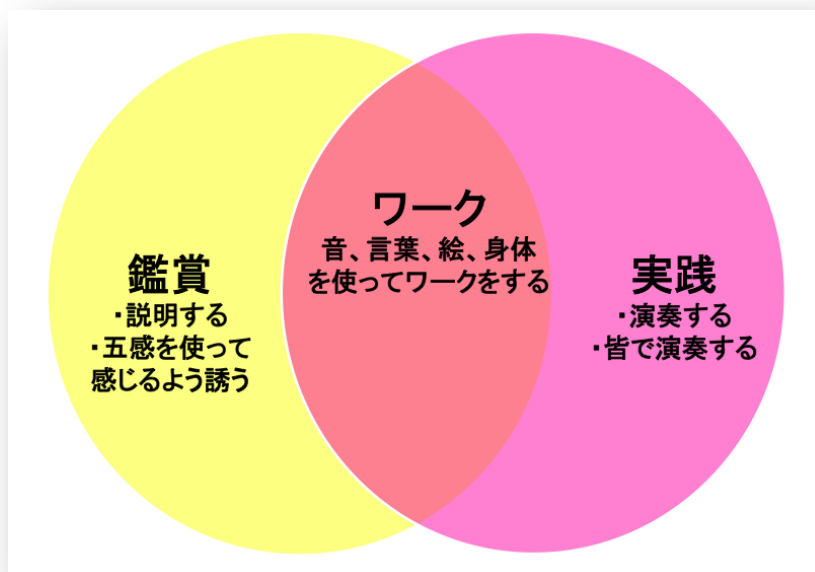 鑑賞
・説明する
・五感を使って
感じるよう誘う
ワーク
音、言葉、絵、身体
を使ってワークをする
実践
・演奏する
・皆で演奏する